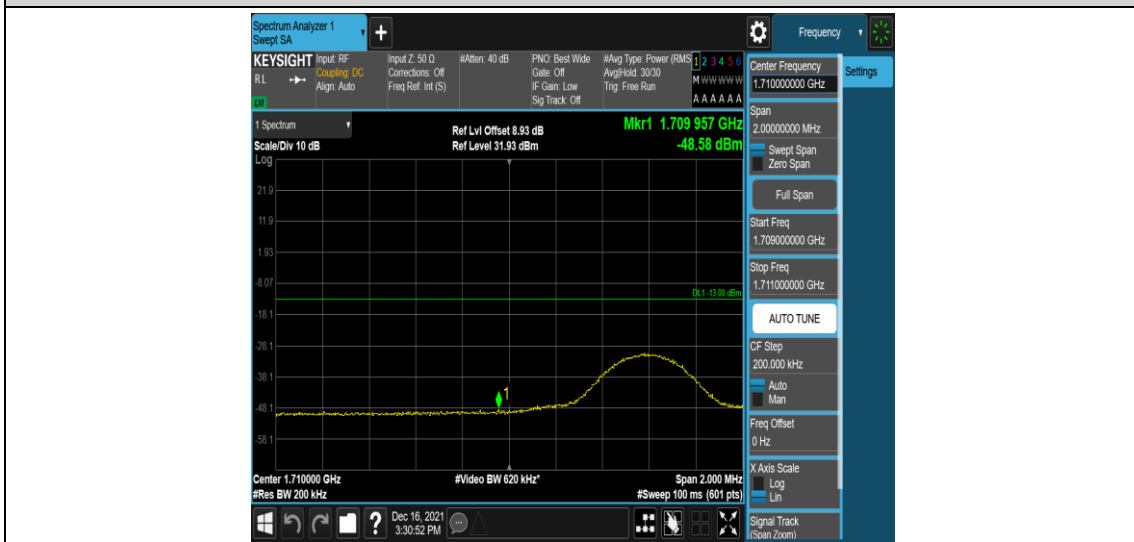 Spectrum Analyzer 1
Swept SA
+
Frequency
KEYSIGHT
RL
LXI
Input: RF
Coupling: DC
Align: Auto
Input Z: 50 Ω
Corrections: Off
Freq Ref: Int (S)
#Atten: 40 dB
PNO: Best Wide
Gate: Off
IF Gain: Low
Sig Track: Off
#Avg Type: Power (RMS
Avg|Hold: 30/30
Trig: Free Run
1 2 3 4 5 6
M W W W W W
A A A A A A
1 Spectrum
Scale/Div 10 dB
Ref Lvl Offset 8.93 dB
Ref Level 31.93 dBm
Mkr1 1.709 957 GHz
-48.58 dBm
Log
21.9
11.9
1.93
-8.07
-18.1
-28.1
-38.1
-48.1
-58.1
DL1 -13.00 dBm
1
Center 1.710000 GHz
#Res BW 200 kHz
#Video BW 620 kHz*
Span 2.000 MHz
#Sweep 100 ms (601 pts)
Center Frequency
1.710000000 GHz
Span
2.00000000 MHz
Swept Span
Zero Span
Full Span
Start Freq
1.709000000 GHz
Stop Freq
1.711000000 GHz
AUTO TUNE
CF Step
200.000 kHz
Auto
Man
Freq Offset
0 Hz
X Axis Scale
Log
Lin
Signal Track
(Span Zoom)
Settings
?
Dec 16, 2021
3:30:52 PM